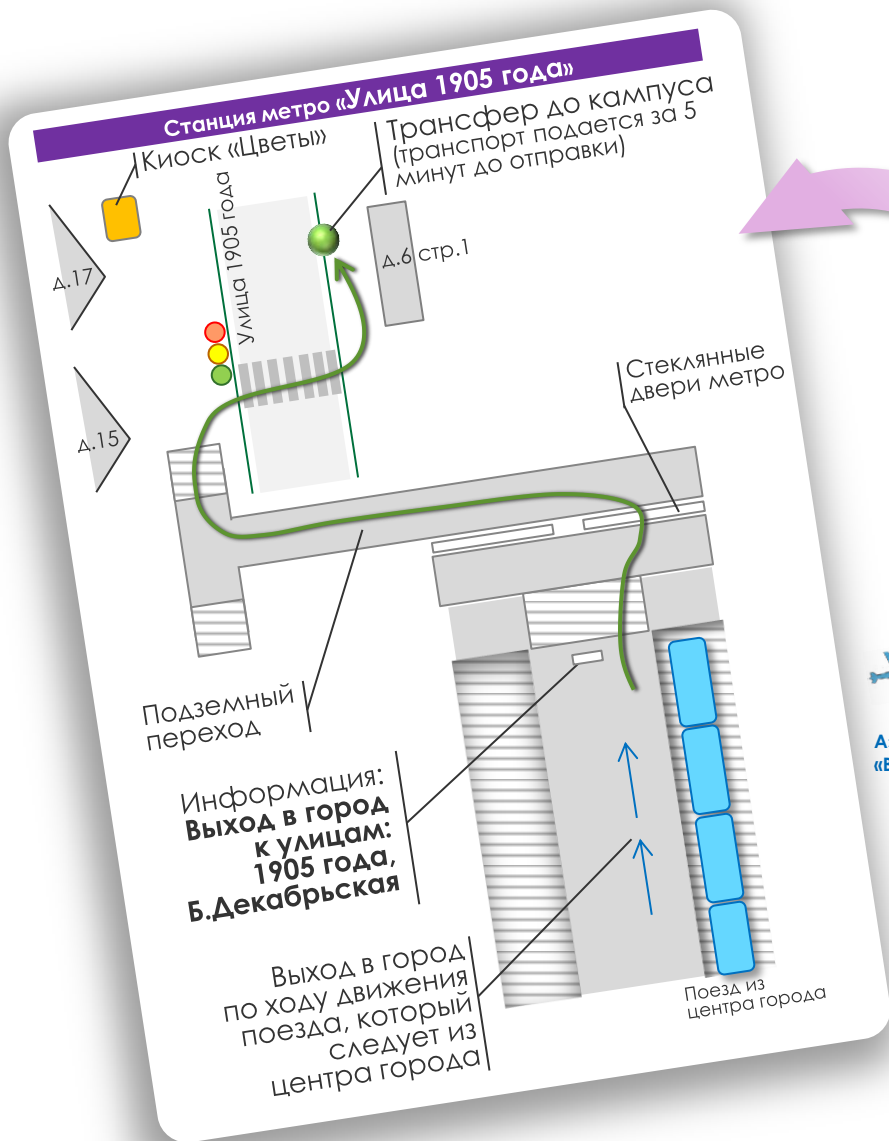 Станция метро «Улица 1905 года»
Киоск «Цветы»
Трансфер до кампуса
(транспорт подается за 5
минут до отправки)
Улица 1905 года
д.17
д.6 стр.1
д.15
Стеклянные
двери метро
Подземный
переход
Информация:
Выход в город
к улицам:
1905 года,
Б.Декабрьская
Выход в город
по ходу движения
поезда, который
следует из
центра города
Поезд из
центра города